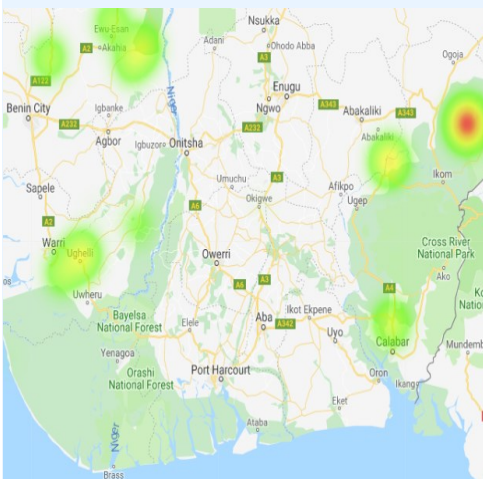 Nsukka
Ewu-Esan
Adani
Ohodo Abba
Akahia
A2
A3
Ogoja
A122
Enugu
Ngwo
A343
Benin City
Igbanke
Abakaliki
A343
A232
A232
Agbor
Igbuzor
Onitsha
Abakaliki
Niger
Umuchu
A3
Ikom
Sapele
Okigwe
Afikpo
Ugep
A6
A2
Warri
Cross River
National Park
Ughelli
Owerri
Ako
A6
A3
A4
Uwheru
Bayelsa
National Forest
Ikot Ekpene
Aba
A342
Elele
Uyo
Calabar
Mundemb
Yenagoa
Orashi
National Forest
Port Harcourt
Oron
Ikang
Eket
Ataba
Niger
Brass